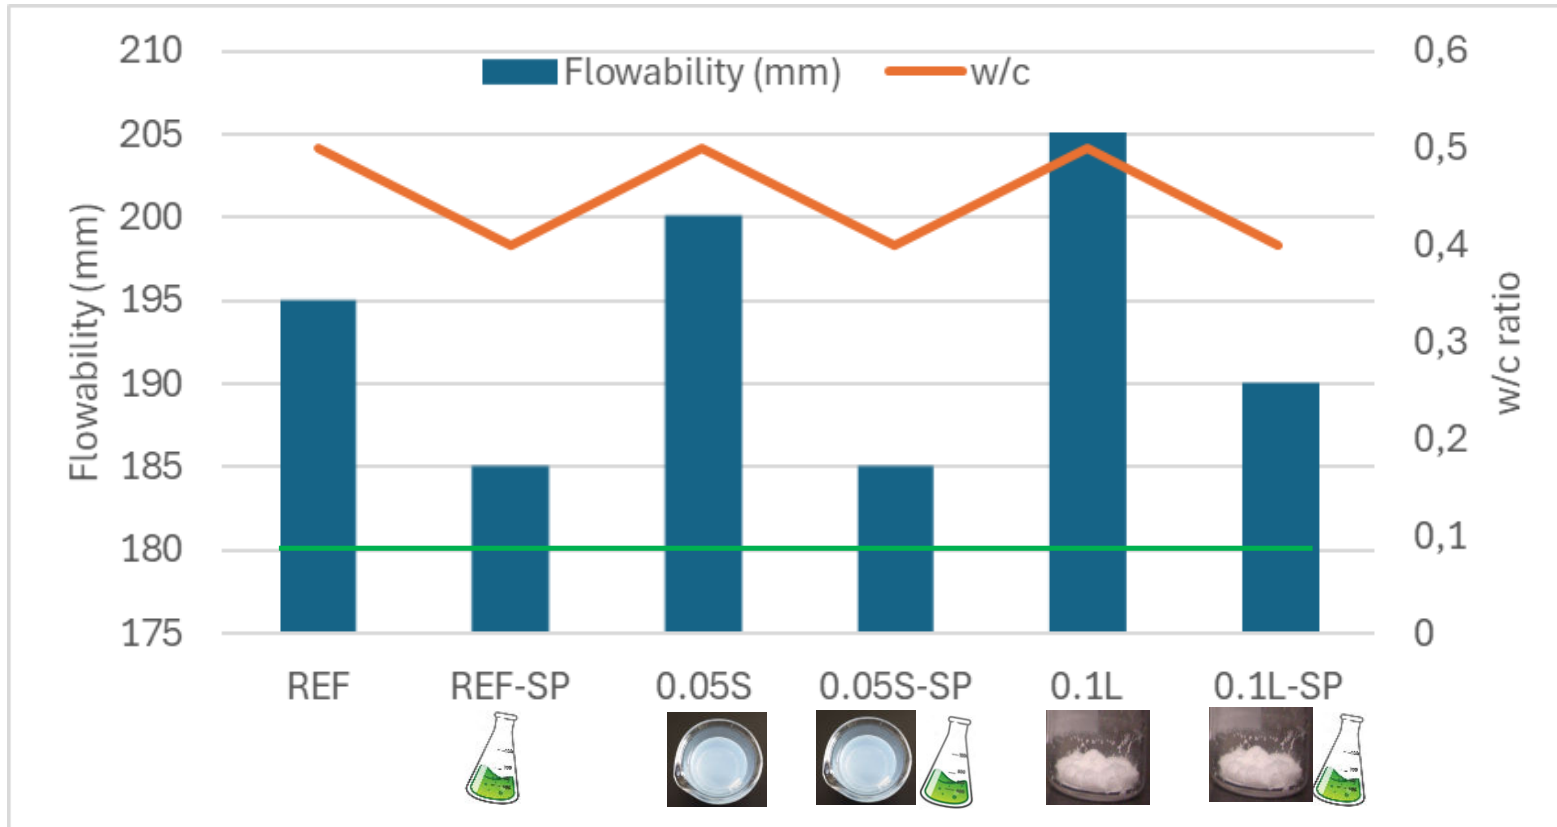 Flowability (mm)
w/c
210
205
200
195
190
185
180
175
Flowability (mm)
0,6
0,5
0,4
0,3
0,2
0,1
0
w/c ratio
REF
REF-SP
0.05S
0.05S-SP
0.1L
0.1L-SP